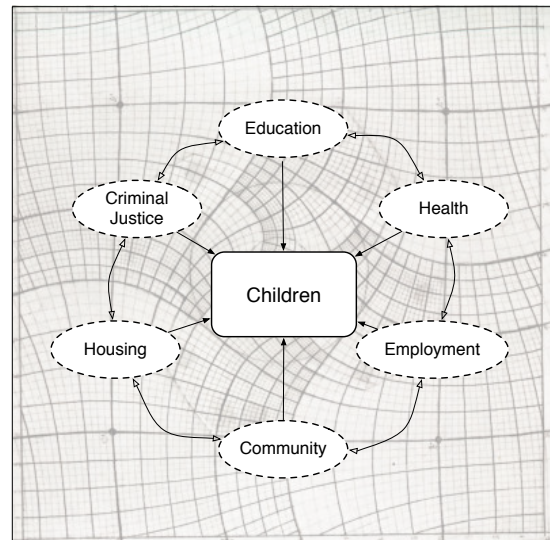 Education
Criminal
Justice
Health
Children
Housing
Employment
Community